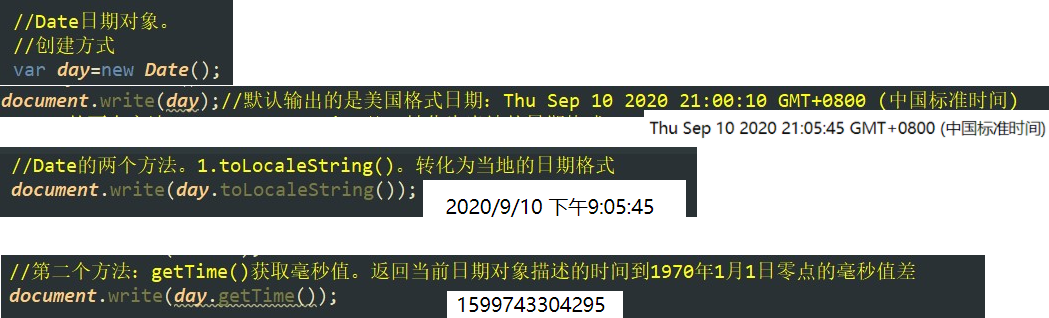 //Date日期对象。
//创建方式
var day=new Date();
document.write(day);//默认输出的是美国格式日期：Thu Sep 10 2020 21:00:10 GMT+0800 (中国标准时间)
Thu Sep 10 2020 21:05:45 GMT+0800 (中国标准时间)
//Date的两个方法。1.toLocaleString()。转化为当地的日期格式
document.write(day.toLocaleString());
2020/9/10 下午9:05:45
//第二个方法：getTime()获取毫秒值。返回当前日期对象描述的时间到1970年1月1日零点的毫秒值差
document.write(day.getTime());
1599743304295